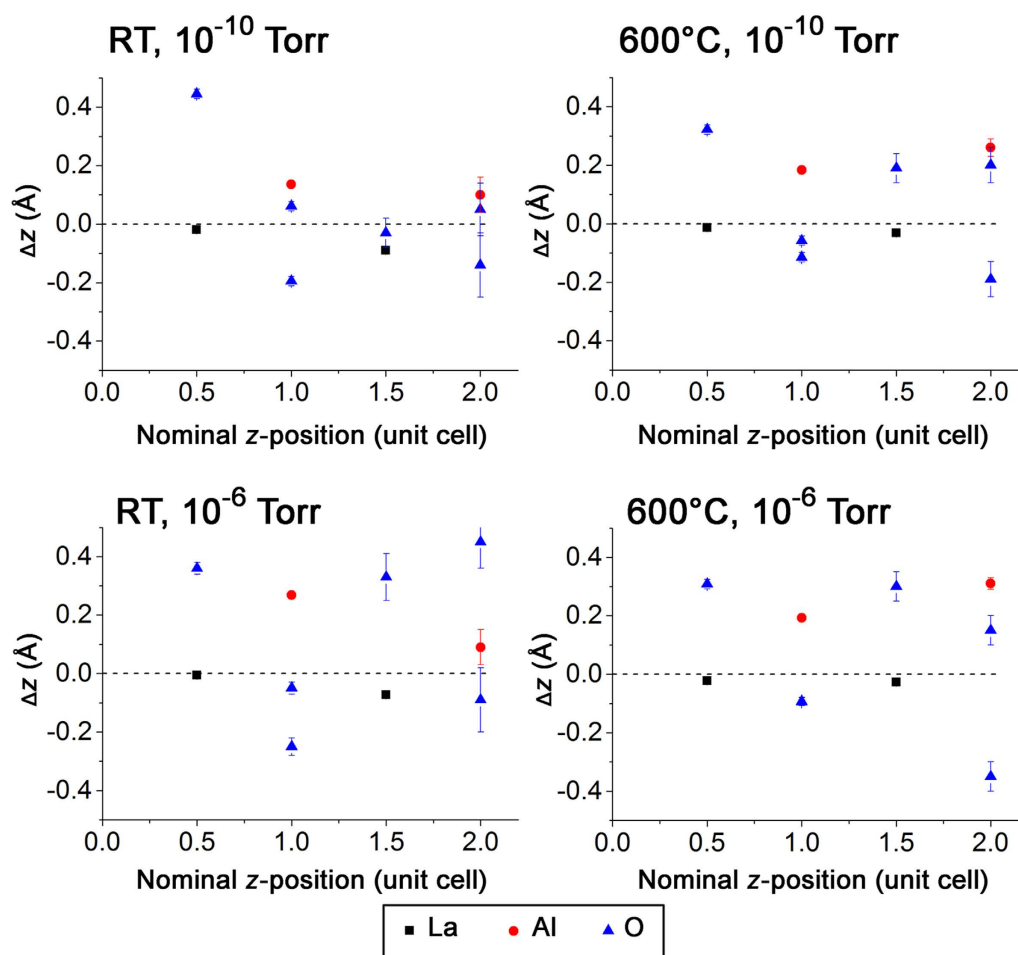 RT, 10⁻¹⁰ Torr
Δz (Å)
0.4
0.2
0.0
-0.2
-0.4
0.0 0.5 1.0 1.5 2.0
Nominal z-position (unit cell)
600°C, 10⁻¹⁰ Torr
Δz (Å)
0.4
0.2
0.0
-0.2
-0.4
0.0 0.5 1.0 1.5 2.0
Nominal z-position (unit cell)
RT, 10⁻⁶ Torr
Δz (Å)
0.4
0.2
0.0
-0.2
-0.4
0.0 0.5 1.0 1.5 2.0
Nominal z-position (unit cell)
600°C, 10⁻⁶ Torr
Δz (Å)
0.4
0.2
0.0
-0.2
-0.4
0.0 0.5 1.0 1.5 2.0
Nominal z-position (unit cell)
La Al O